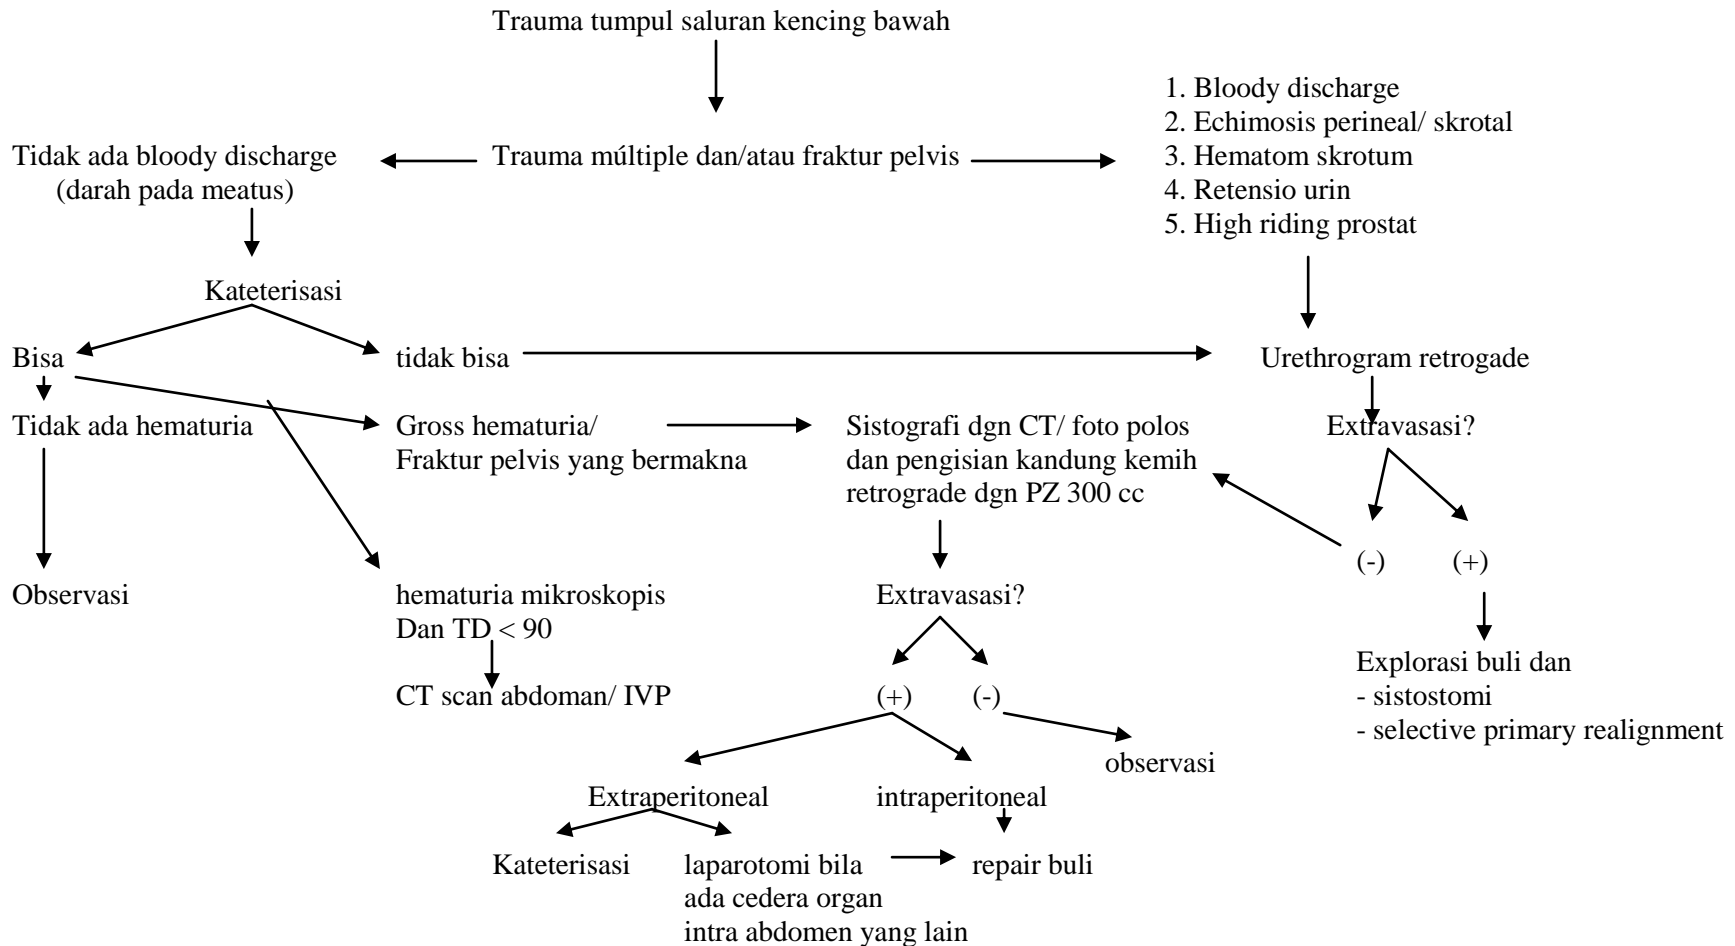 Trauma tumpul saluran kencing bawah
1. Bloody discharge
2. Echimosis perineal/ skrotal
3. Hematom skrotum
4. Retensio urin
5. High riding prostat
Tidak ada bloody discharge
(darah pada meatus)
Trauma múltiple dan/atau fraktur pelvis
Kateterisasi
Bisa
tidak bisa
Urethrogram retrogade
Tidak ada hematuria
Gross hematuria/
Fraktur pelvis yang bermakna
Sistografi dgn CT/ foto polos
dan pengisian kandung kemih
retrograde dgn PZ 300 cc
Extravasasi?
(-)
(+)
Observasi
hematuria mikroskopis
Dan TD < 90
Extravasasi?
Explorasi buli dan
- sistostomi
- selective primary realignment
CT scan abdoman/ IVP
(+)
(-)
observasi
Extraperitoneal
intraperitoneal
Kateterisasi
laparotomi bila
ada cedera organ
intra abdomen yang lain
repair buli